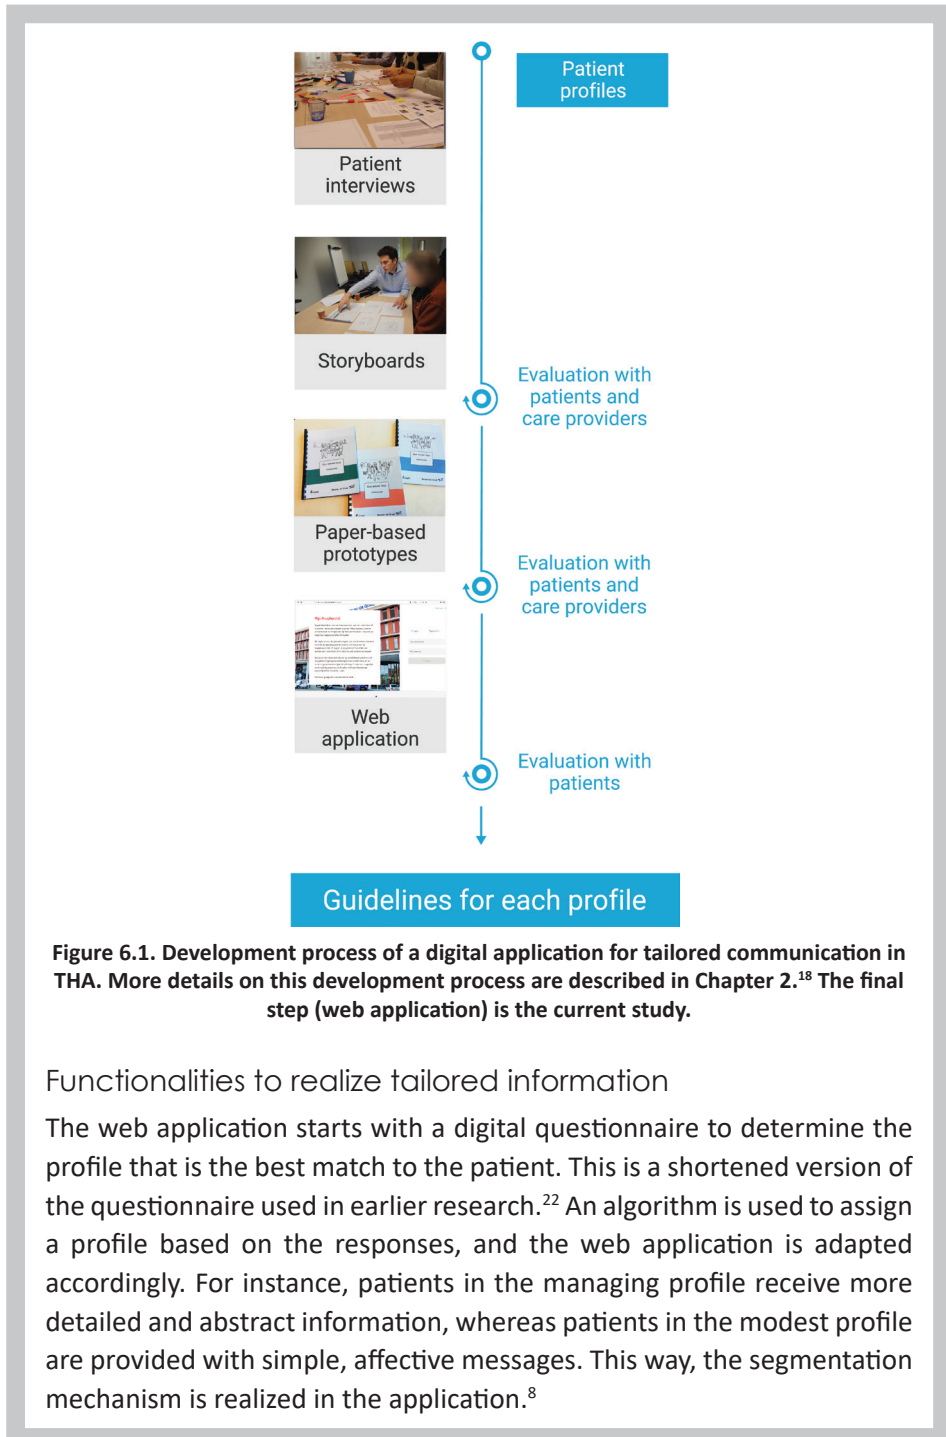 Patient
profiles
Patient
interviews
Storyboards
Evaluation with
patients and
care providers
Paper-based
prototypes
Evaluation with
patients and
care providers
Web
application
Evaluation with
patients
Guidelines for each profile
Figure 6.1. Development process of a digital application for tailored communication in
THA. More details on this development process are described in Chapter 2.18 The final
step (web application) is the current study.
Functionalities to realize tailored information
The web application starts with a digital questionnaire to determine the
profile that is the best match to the patient. This is a shortened version of
the questionnaire used in earlier research.22 An algorithm is used to assign
a profile based on the responses, and the web application is adapted
accordingly. For instance, patients in the managing profile receive more
detailed and abstract information, whereas patients in the modest profile
are provided with simple, affective messages. This way, the segmentation
mechanism is realized in the application.8